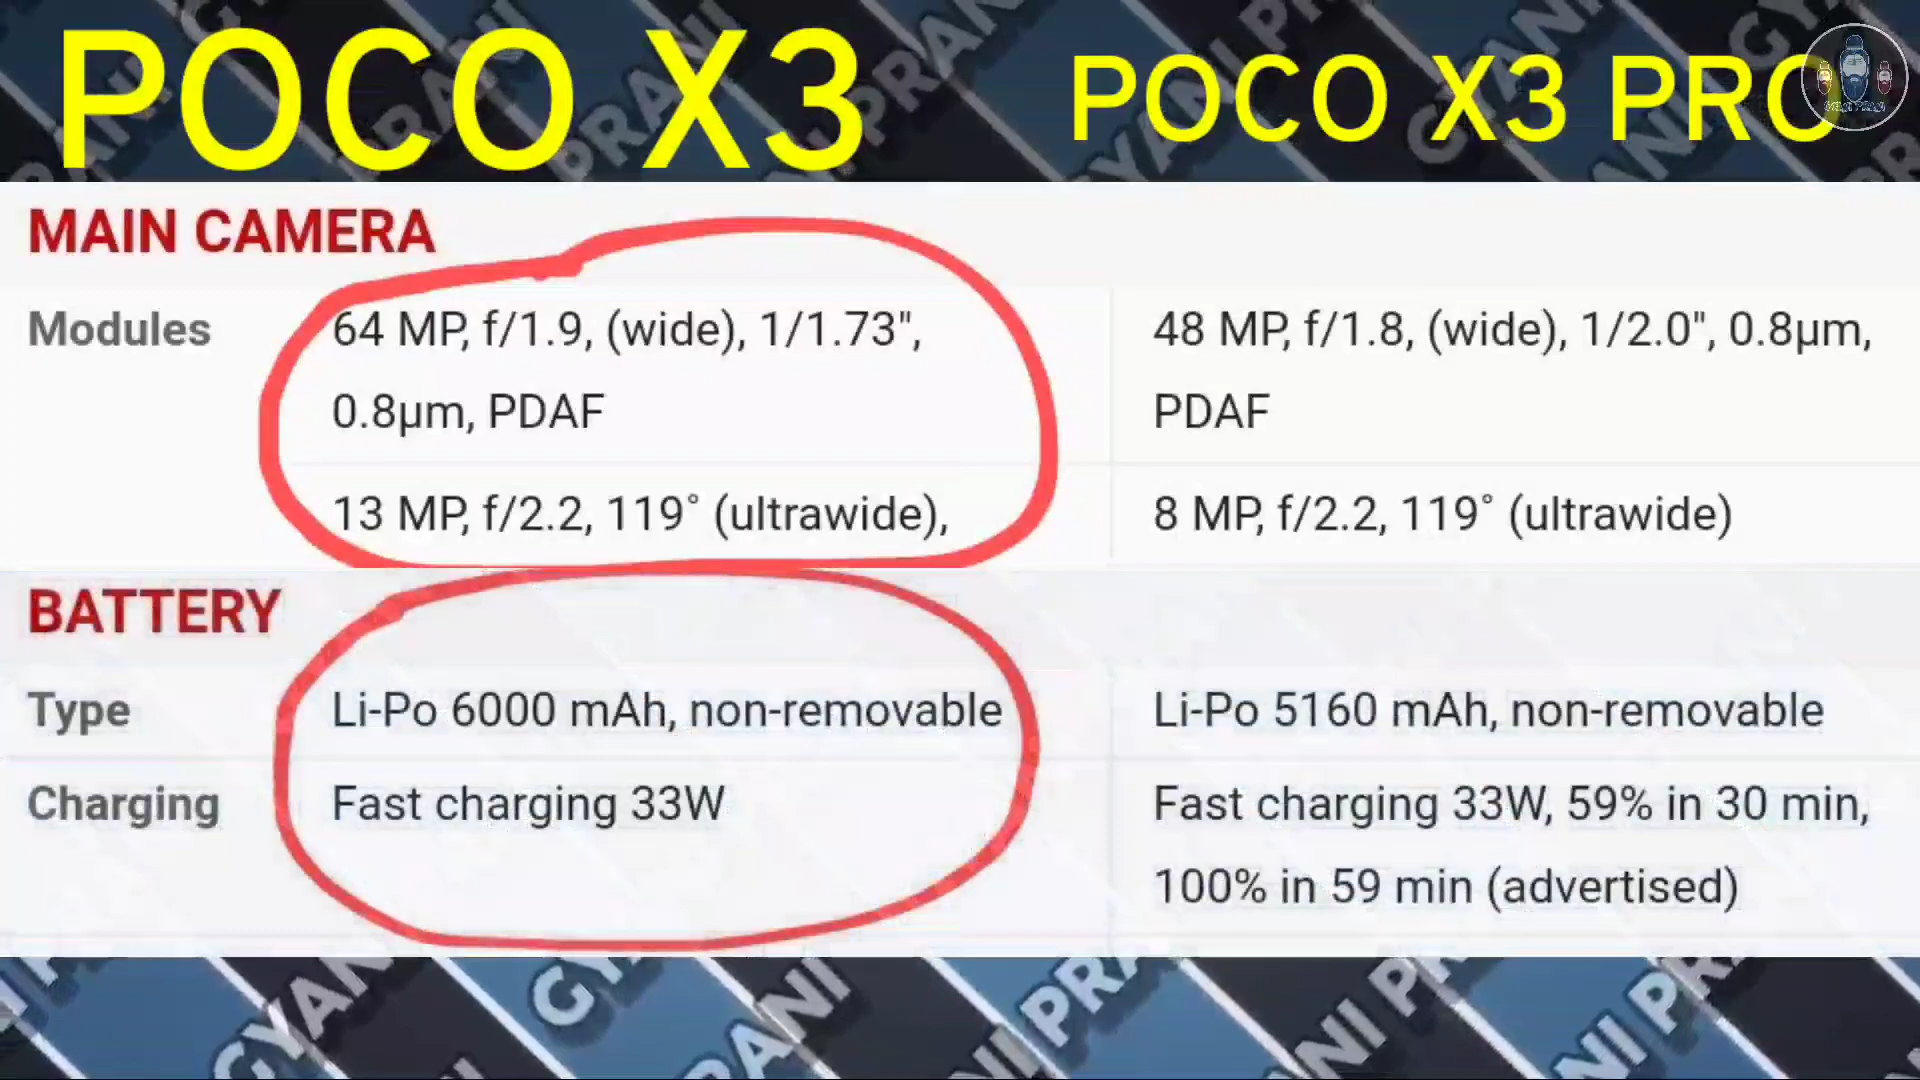 POCO X3
POCO X3 PRO
MAIN CAMERA
Modules
64 MP, f/1.9, (wide), 1/1.73",
0.8µm, PDAF
48 MP, f/1.8, (wide), 1/2.0", 0.8µm,
PDAF
13 MP, f/2.2, 119˚ (ultrawide),
8 MP, f/2.2, 119˚ (ultrawide)
BATTERY
Type
Li-Po 6000 mAh, non-removable
Li-Po 5160 mAh, non-removable
Charging
Fast charging 33W
Fast charging 33W, 59% in 30 min,
100% in 59 min (advertised)